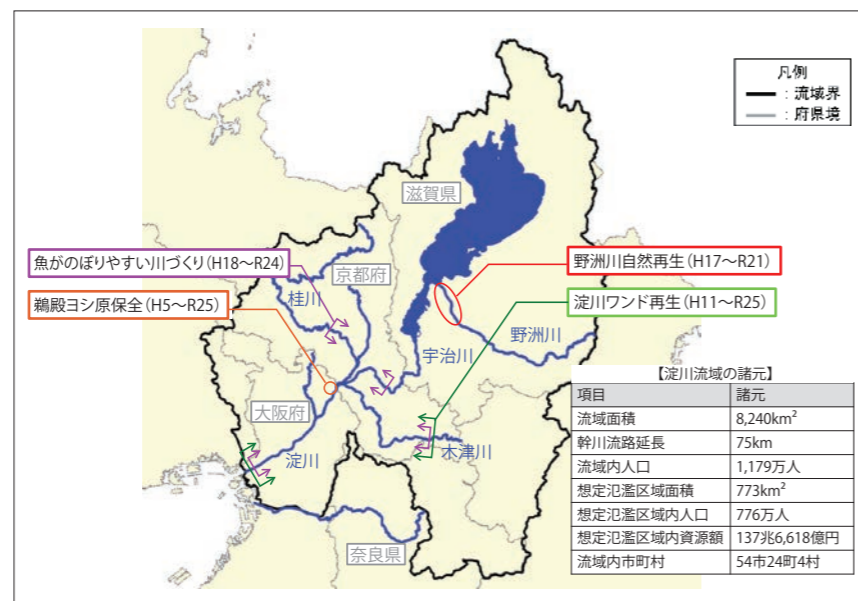 凡例
：流域界
：府県境
滋賀県
魚がのぼりやすい川づくり（H18～R24）
京都府
野洲川自然再生（H17～R21）
鵜殿ヨシ原保全（H5～R25）
桂川
淀川ワンド再生（H11～R25）
野洲川
宇治川
大阪府
淀川
木津川
奈良県
【淀川流域の諸元】
項目 諸元
流域面積 8,240km²
幹川流路延長 75km
流域内人口 1,179万人
想定氾濫区域面積 773km²
想定氾濫区域内人口 776万人
想定氾濫区域内資源額 137兆6,618億円
流域内市町村 54市24町4村